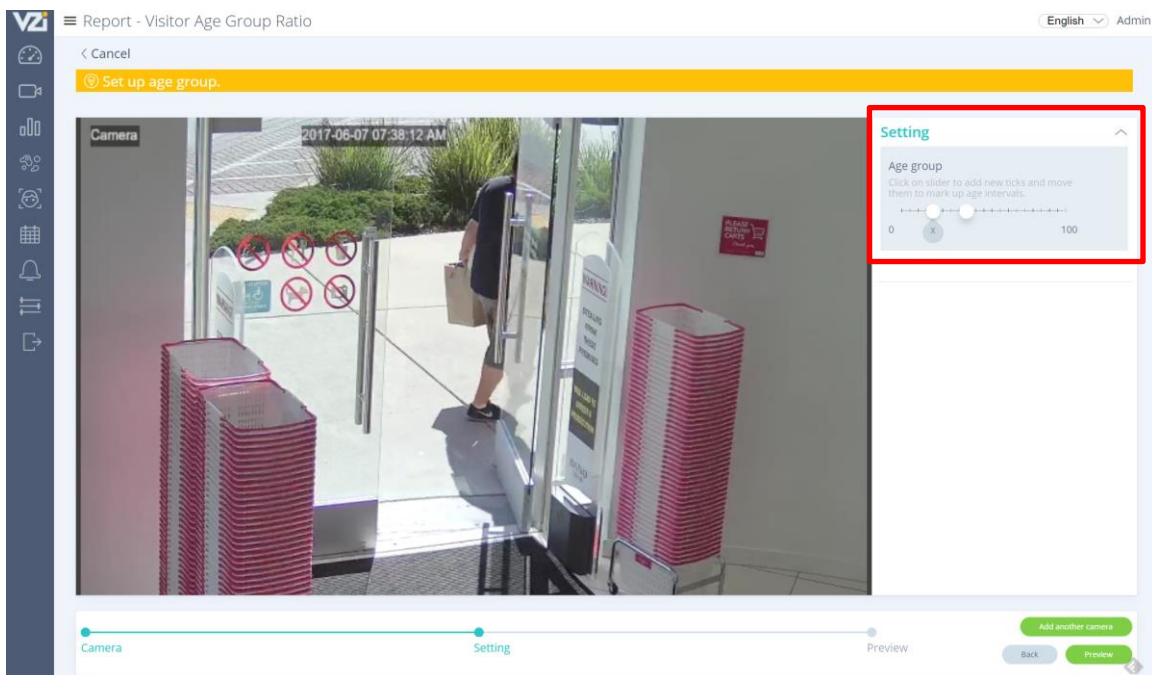 VZi
Report - Visitor Age Group Ratio
English
Admin
< Cancel
Set up age group.
Camera
2017-06-07 07:38:12 AM
PLEASE
RETURN
CARTS
Thank you
WARNING!
Setting
Age group
Click on slider to add new ticks and move
them to mark up age intervals.
0
X
100
Camera
Setting
Preview
Add another camera
Back
Preview